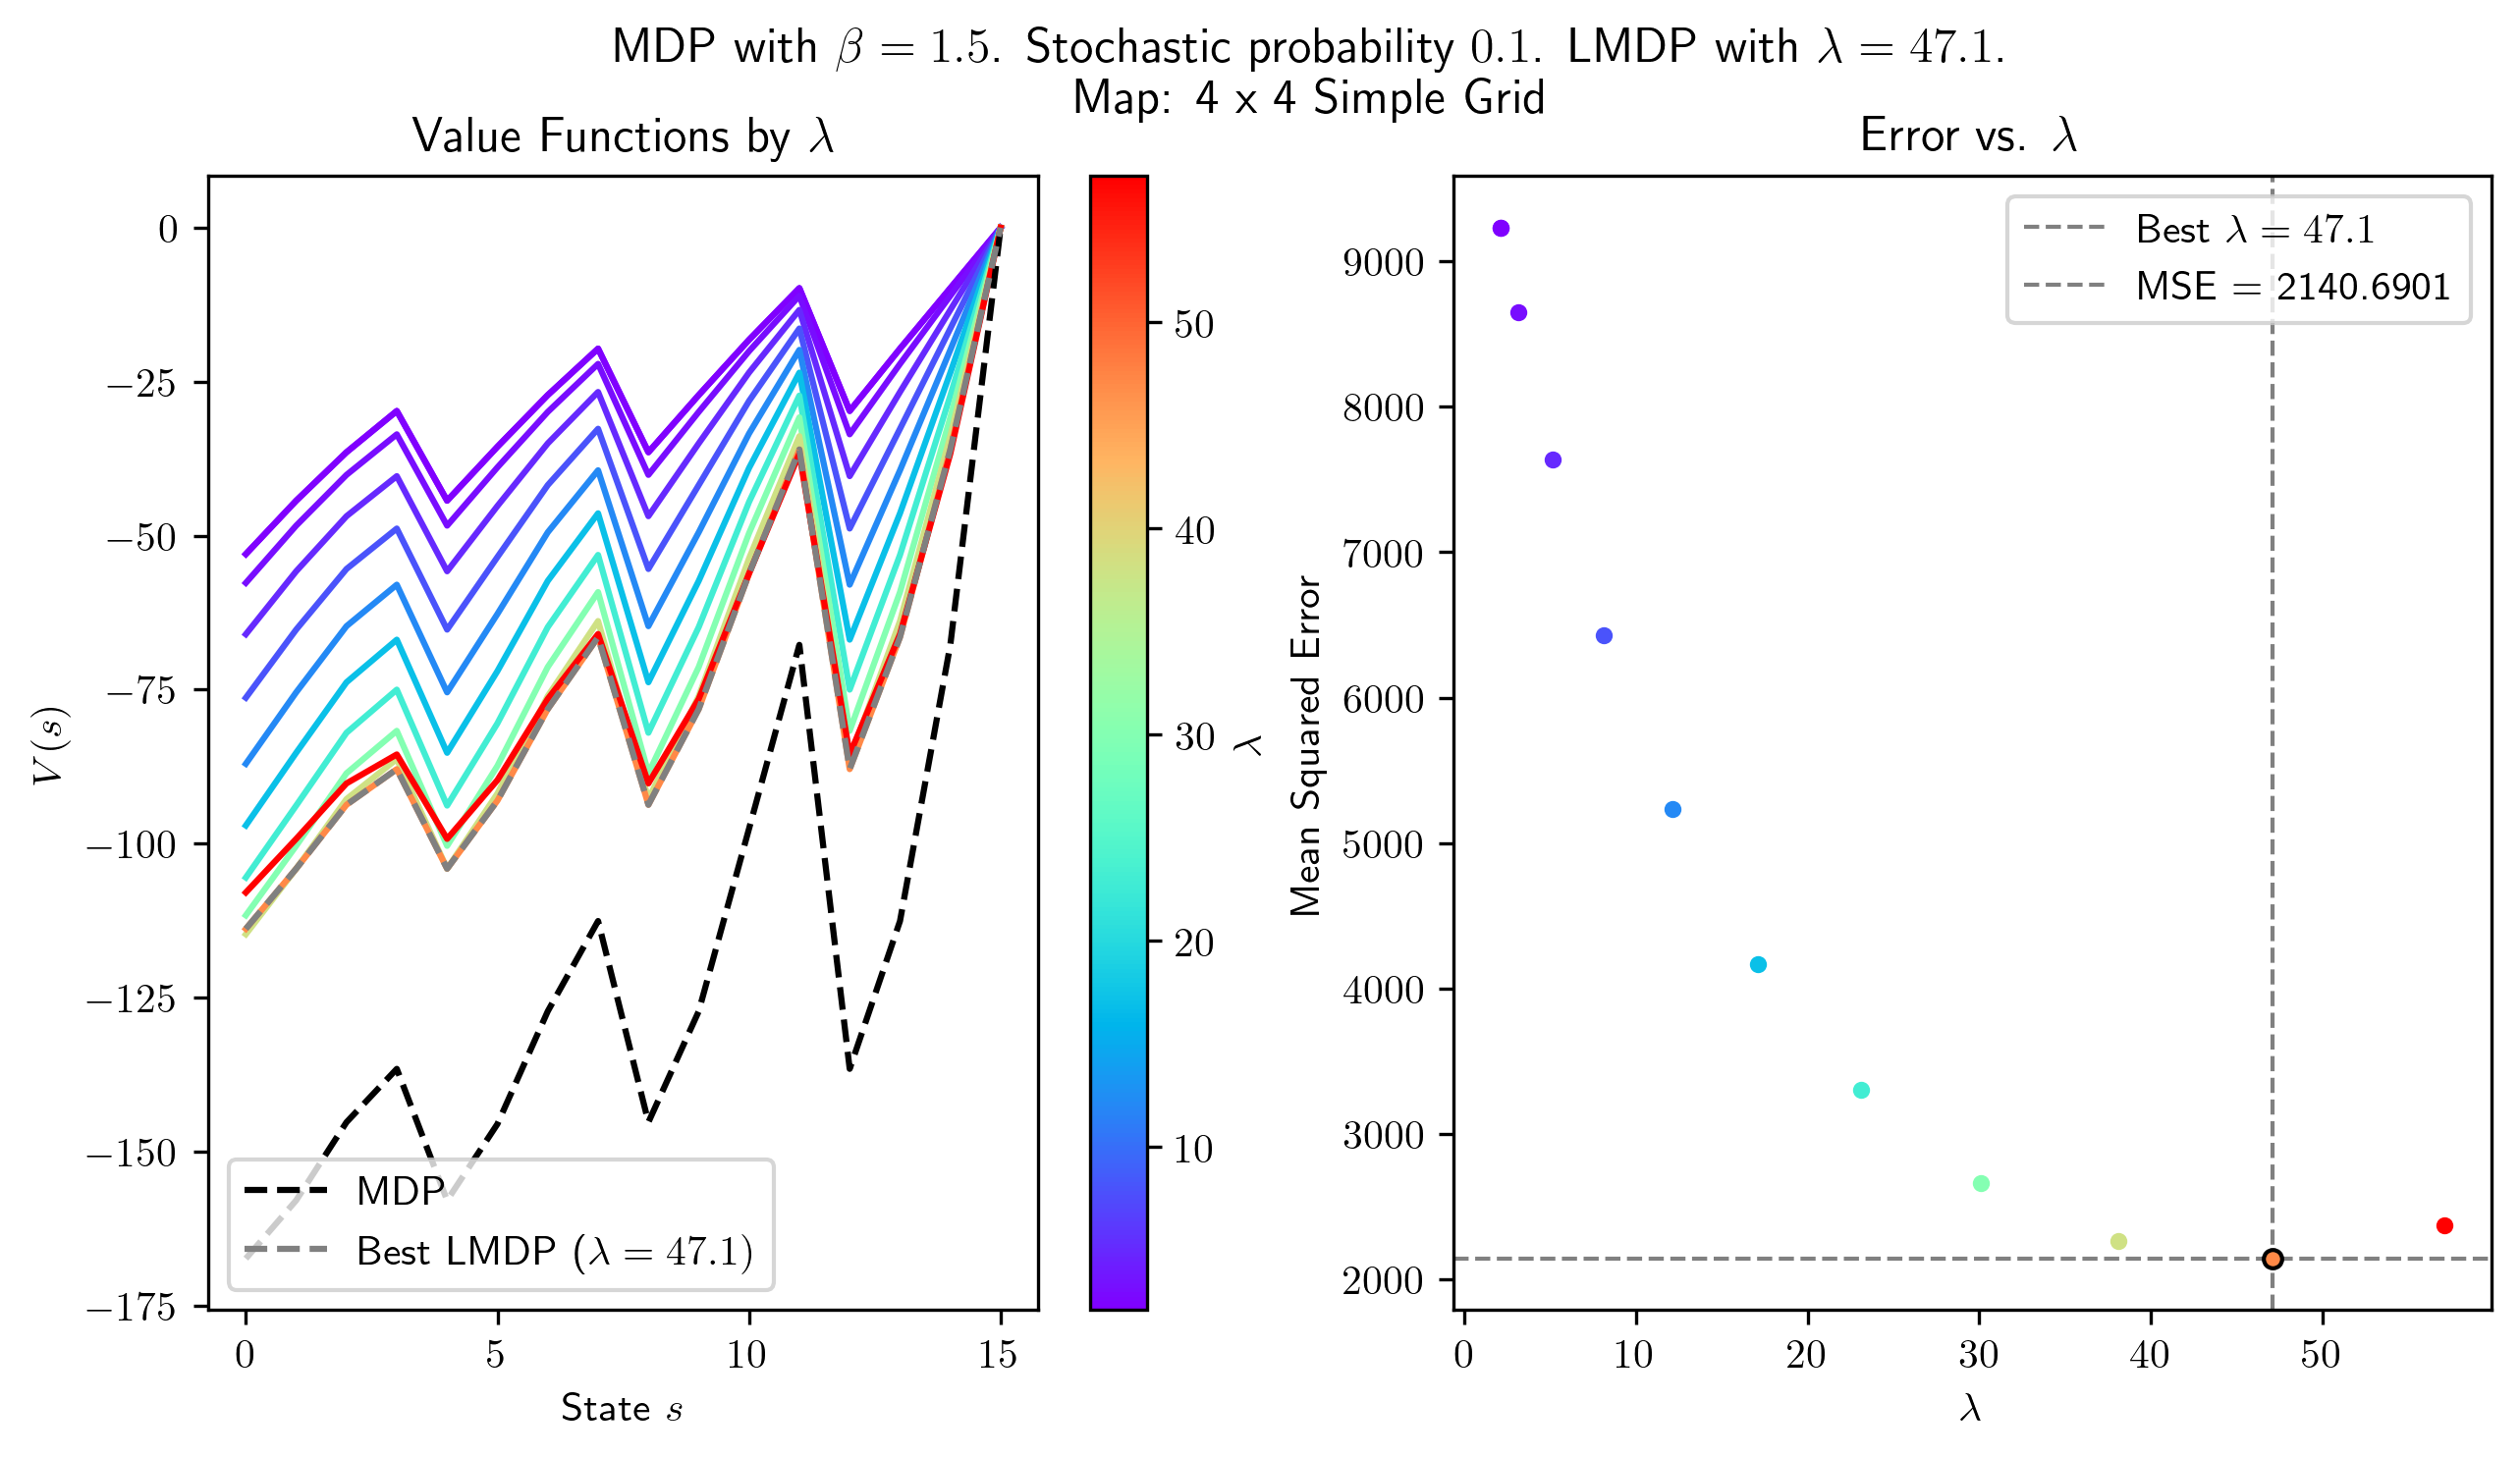 MDP with β = 1.5. Stochastic probability 0.1. LMDP with λ = 47.1.
Map: 4 x 4 Simple Grid
Value Functions by λ
V(s)
0
−25
−50
−75
−100
−125
−150
−175
0 5 10 15
State s
MDP
Best LMDP (λ = 47.1)
50
40
30
20
10
λ
Error vs. λ
Mean Squared Error
9000
8000
7000
6000
5000
4000
3000
2000
0 10 20 30 40 50
λ
Best λ = 47.1
MSE = 2140.6901